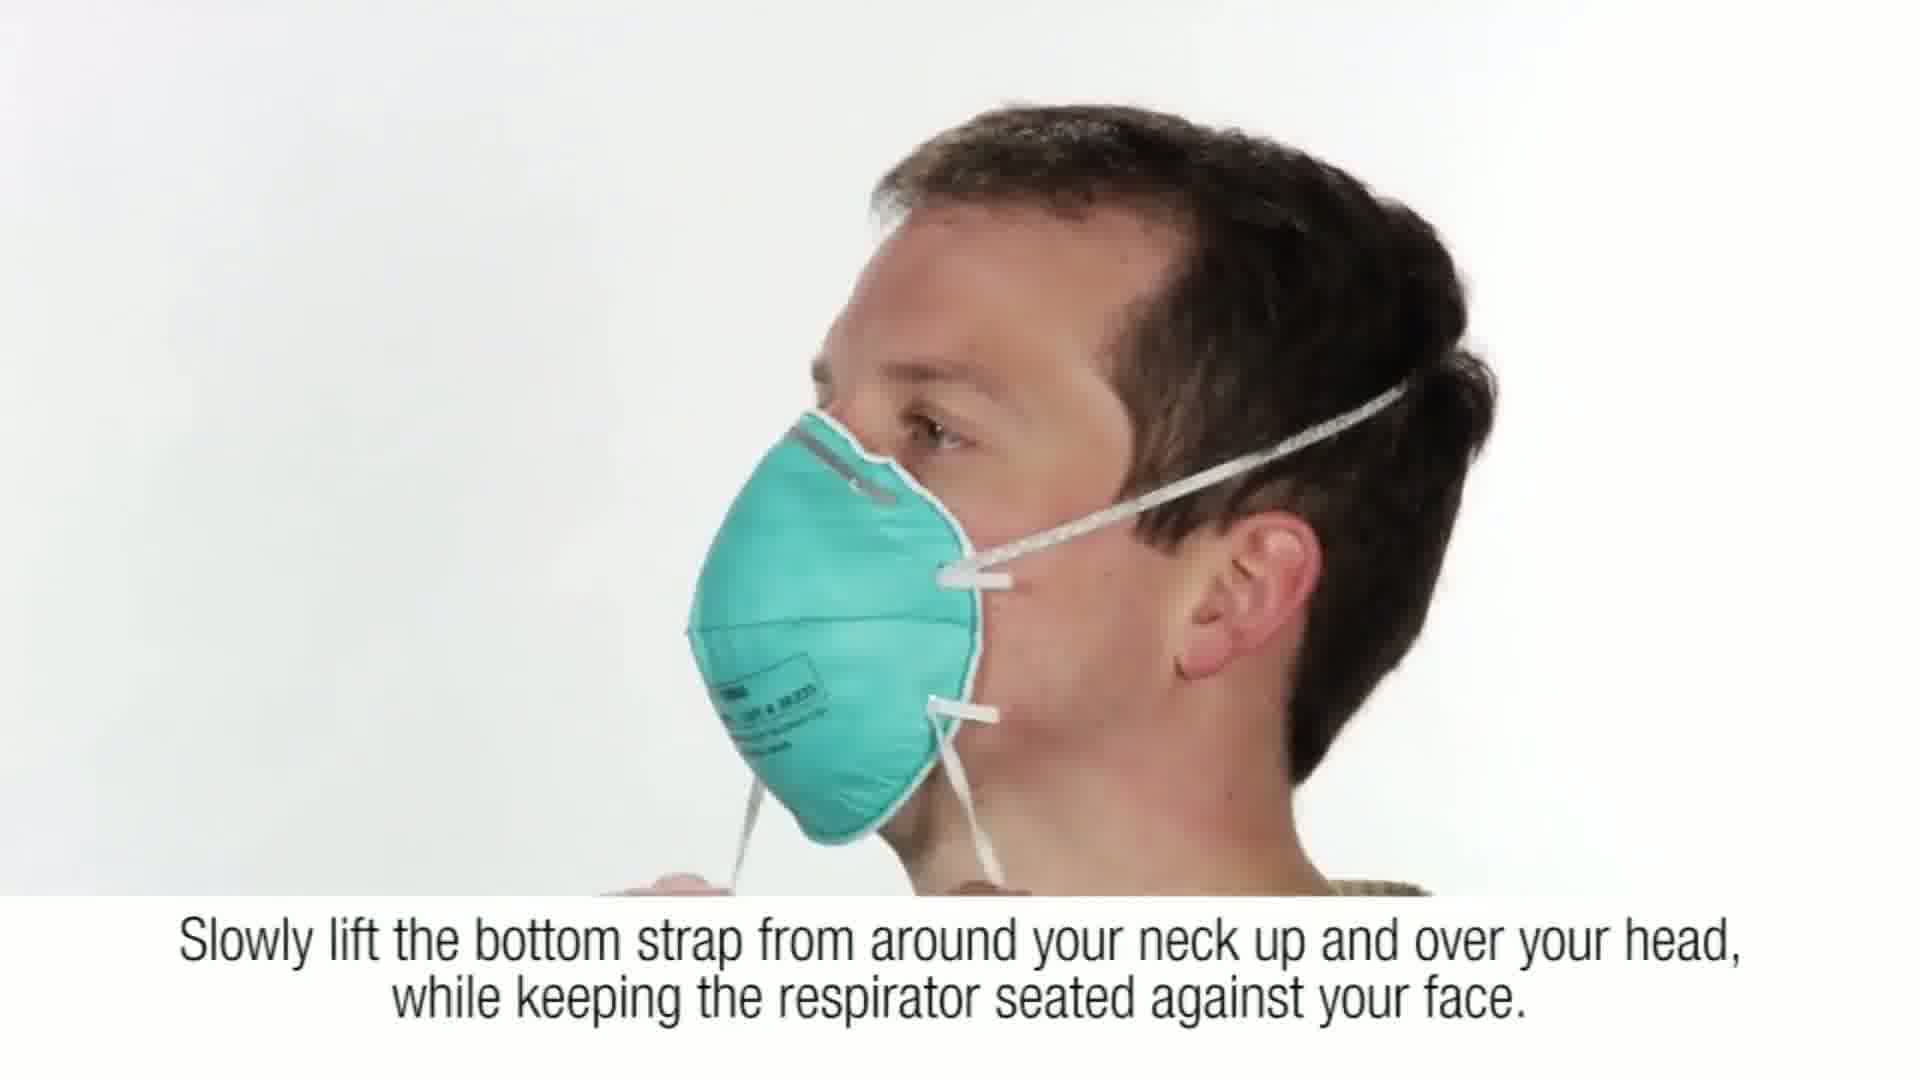 Slowly lift the bottom strap from around your neck up and over your head,
while keeping the respirator seated against your face.